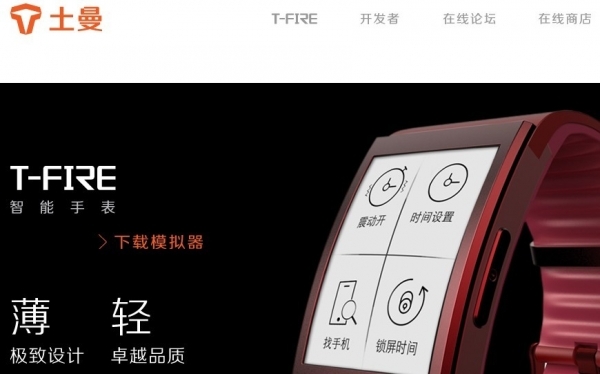 土曼
T-FIRE 开发者 在线论坛 在线商店
T-FIRE
智能手表
下载模拟器
薄 轻
极致设计 卓越品质
震动开 时间设置
找手机 锁屏时间